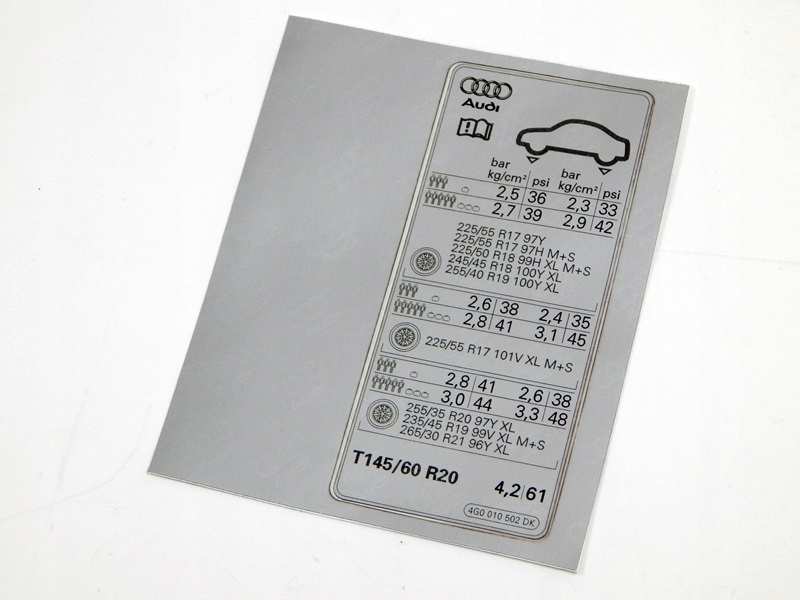 Audi
bar bar
kg/cm² psi kg/cm² psi
2,5 36 2,3 33
2,7 39 2,9 42
225/55 R17 97Y
225/55 R17 97H M+S
225/50 R18 99H XL M+S
245/45 R18 100Y XL
255/40 R19 100Y XL
2,6 38 2,4 35
2,8 41 3,1 45
225/55 R17 101V XL M+S
2,8 41 2,6 38
3,0 44 3,3 48
255/35 R20 97Y XL
235/45 R19 99V XL M+S
265/30 R21 96Y XL
T145/60 R20
4,2 61
4G0 010 502 DK